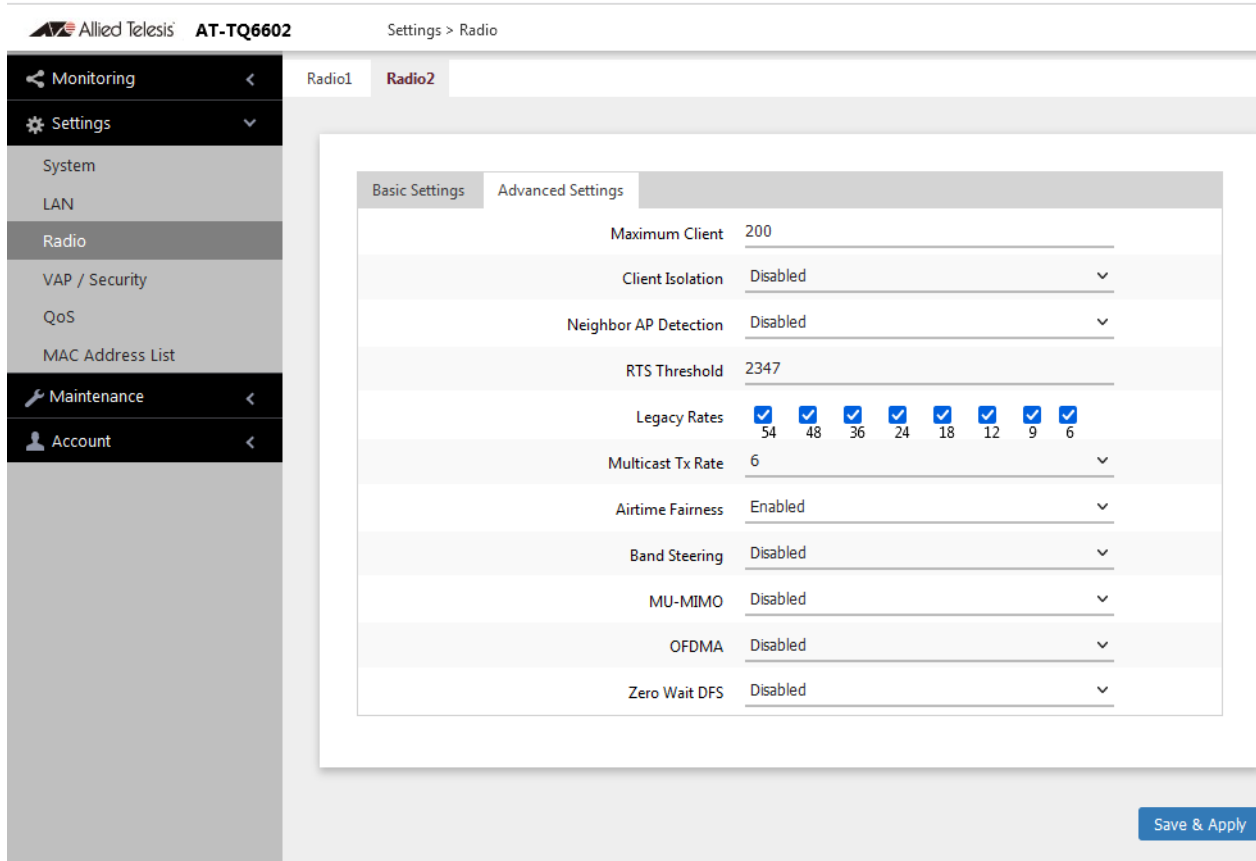 Allied Telesis AT-TQ6602 Settings > Radio
Monitoring
Radio1 Radio2
Settings
System
LAN
Radio
VAP / Security
QoS
MAC Address List
Maintenance
Account
Basic Settings Advanced Settings
Maximum Client 200
Client Isolation Disabled
Neighbor AP Detection Disabled
RTS Threshold 2347
Legacy Rates
54 48 36 24 18 12 9 6
Multicast Tx Rate 6
Airtime Fairness Enabled
Band Steering Disabled
MU-MIMO Disabled
OFDMA Disabled
Zero Wait DFS Disabled
Save & Apply